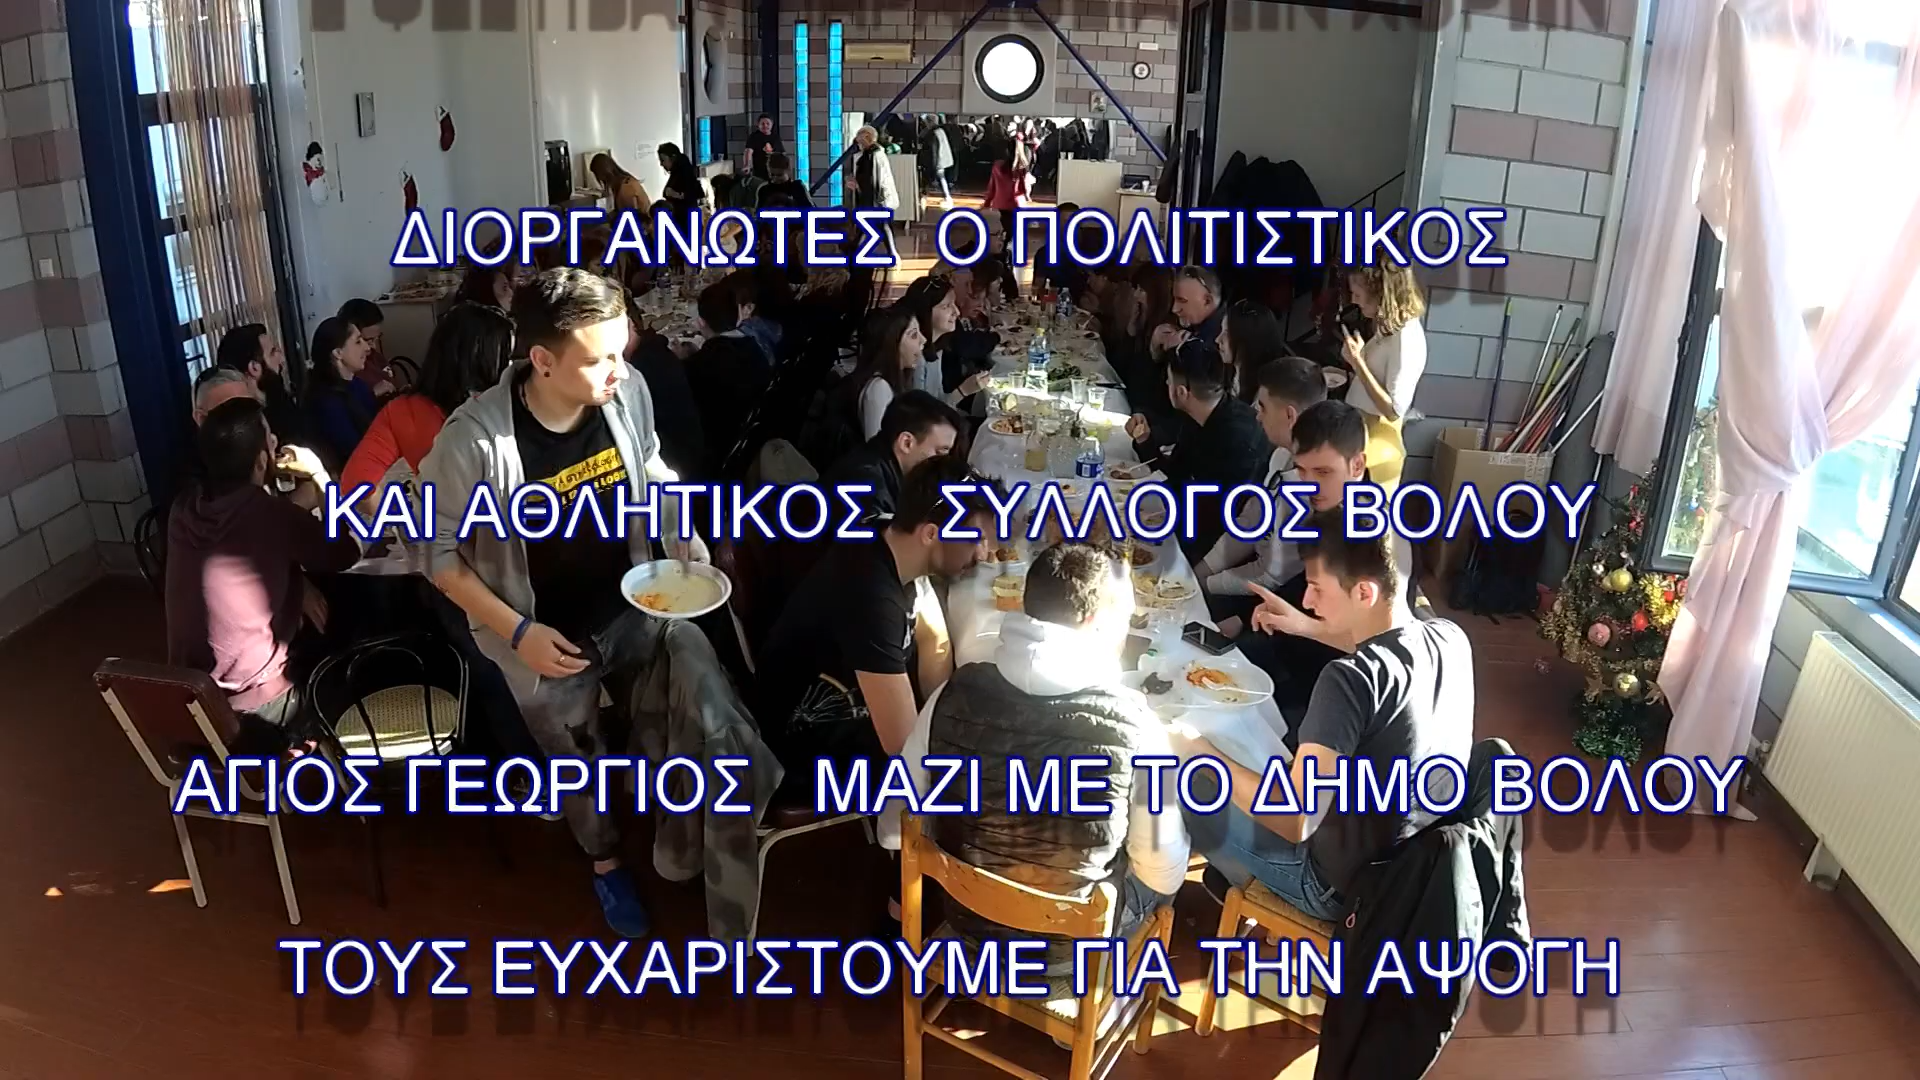 ΔΙΟΡΓΑΝΩΤΕΣ Ο ΠΟΛΙΤΙΣΤΙΚΟΣ
ΚΑΙ ΑΘΛΗΤΙΚΟΣ ΣΥΛΛΟΓΟΣ ΒΟΛΟΥ
ΑΓΙΟΣ ΓΕΩΡΓΙΟΣ ΜΑΖΙ ΜΕ ΤΟ ΔΗΜΟ ΒΟΛΟΥ
ΤΟΥΣ ΕΥΧΑΡΙΣΤΟΥΜΕ ΓΙΑ ΤΗΝ ΑΨΟΓΗ